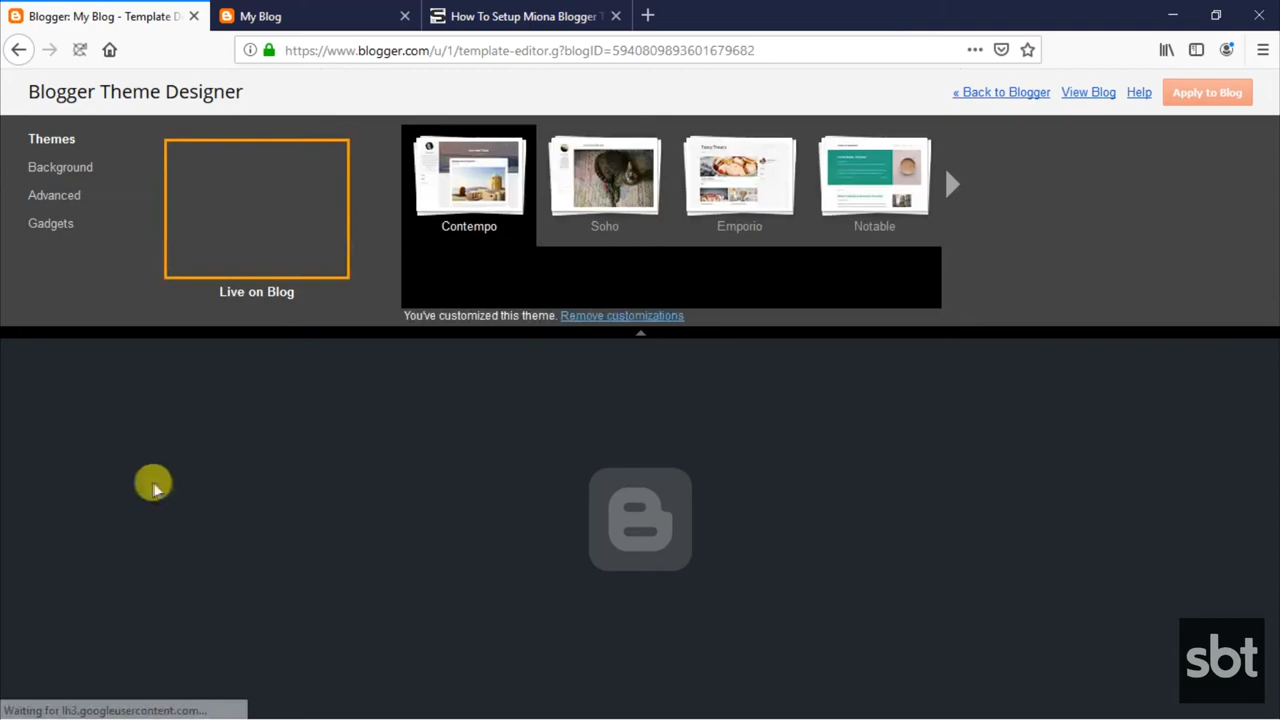 Blogger: My Blog - Template D
My Blog
How To Setup Miona Blogger T
https://www.blogger.com/u/1/template-editor.g?blogID=5940809893601679682
Blogger Theme Designer
« Back to Blogger
View Blog
Help
Apply to Blog
Themes
Background
Advanced
Gadgets
Live on Blog
Contempo
Soho
Emporio
Notable
You've customized this theme. Remove customizations
sbt
Waiting for lh3.googleusercontent.com...